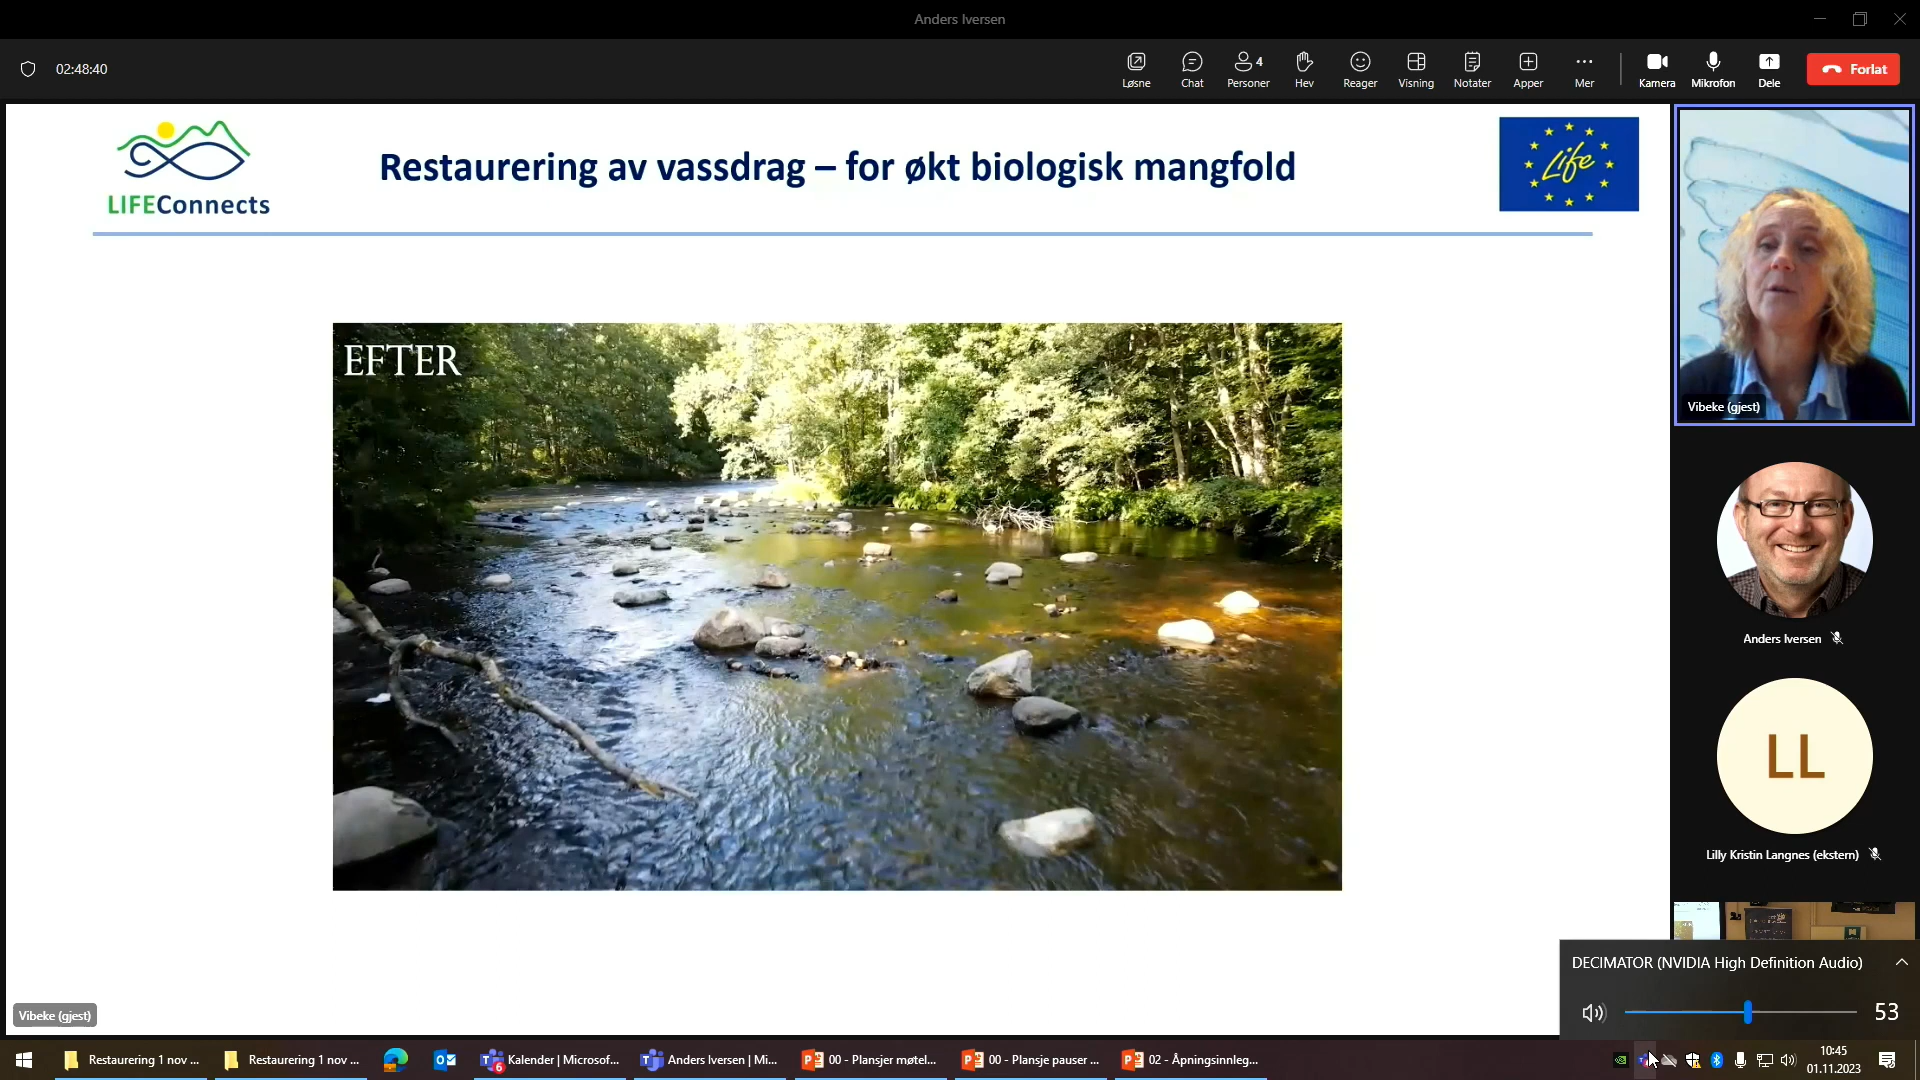 Anders Iversen
02:48:40
Løsne
Chat
Personer
4
Hev
Reager
Visning
Notater
Apper
Mer
Kamera
Mikrofon
Dele
Forlat
LIFEConnects
Restaurering av vassdrag – for økt biologisk mangfold
Life
EFTER
Vibeke (gjest)
Anders Iversen
LL
Lilly Kristin Langnes (ekstern)
DECIMATOR (NVIDIA High Definition Audio)
53
Vibeke (gjest)
Restaurering 1 nov ...
Restaurering 1 nov ...
6
Kalender | Microsof...
Anders Iversen | Mi...
00 - Plansjer møtel...
00 - Plansje pauser ...
02 - Åpningsinnleg...
10:45
01.11.2023